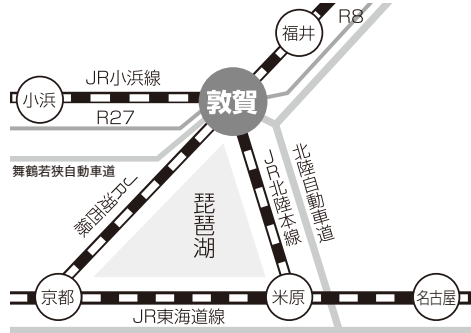 福井
R8
JR小浜線
敦賀
小浜
R27
舞鶴若狭自動車道
JR湖西線
琵琶湖
JR北陸本線
北陸自動車道
京都
米原
名古屋
JR東海道線